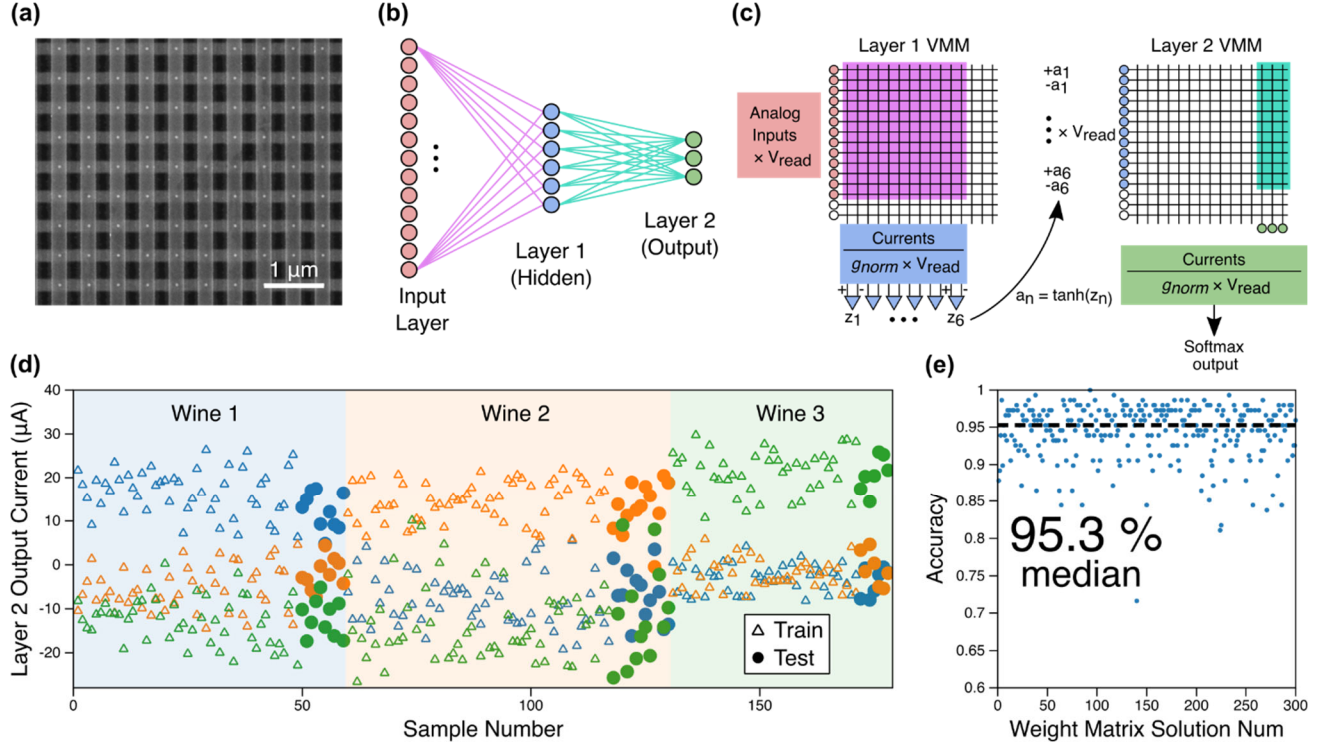 (a)
1 μm
(b)
Input
Layer
Layer 1
(Hidden)
Layer 2
(Output)
(c)
Layer 1 VMM
Layer 2 VMM
Analog
Inputs
× Vread
+a1
-a1
× Vread
+a6
-a6
Currents
gnorm × Vread
+ - + -
z1 z6
an = tanh(zn)
Currents
gnorm × Vread
Softmax
output
(d)
Layer 2 Output Current (μA)
40
30
20
10
0
-10
-20
Wine 1
Wine 2
Wine 3
Train
Test
0 50 100 150
Sample Number
(e)
Accuracy
1
0.95
0.9
0.85
0.8
0.75
0.7
0.65
0.6
95.3 %
median
0 50 100 150 200 250 300
Weight Matrix Solution Num